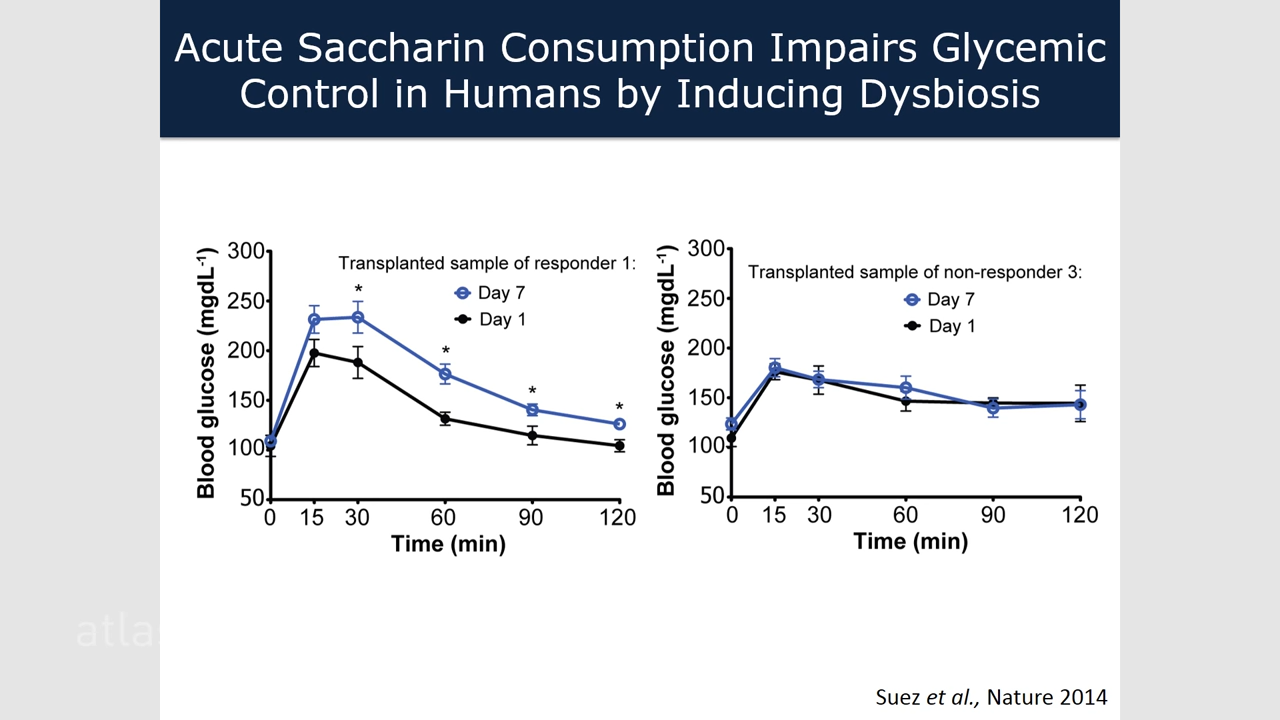 Acute Saccharin Consumption Impairs Glycemic
Control in Humans by Inducing Dysbiosis
300
250
200
150
100
50
Blood glucose (mgdL-1)
Transplanted sample of responder 1:
Day 7
Day 1
*
*
*
*
0 15 30 60 90 120
Time (min)
300
250
200
150
100
50
Blood glucose (mgdL-1)
Transplanted sample of non-responder 3:
Day 7
Day 1
0 15 30 60 90 120
Time (min)
Suez et al., Nature 2014